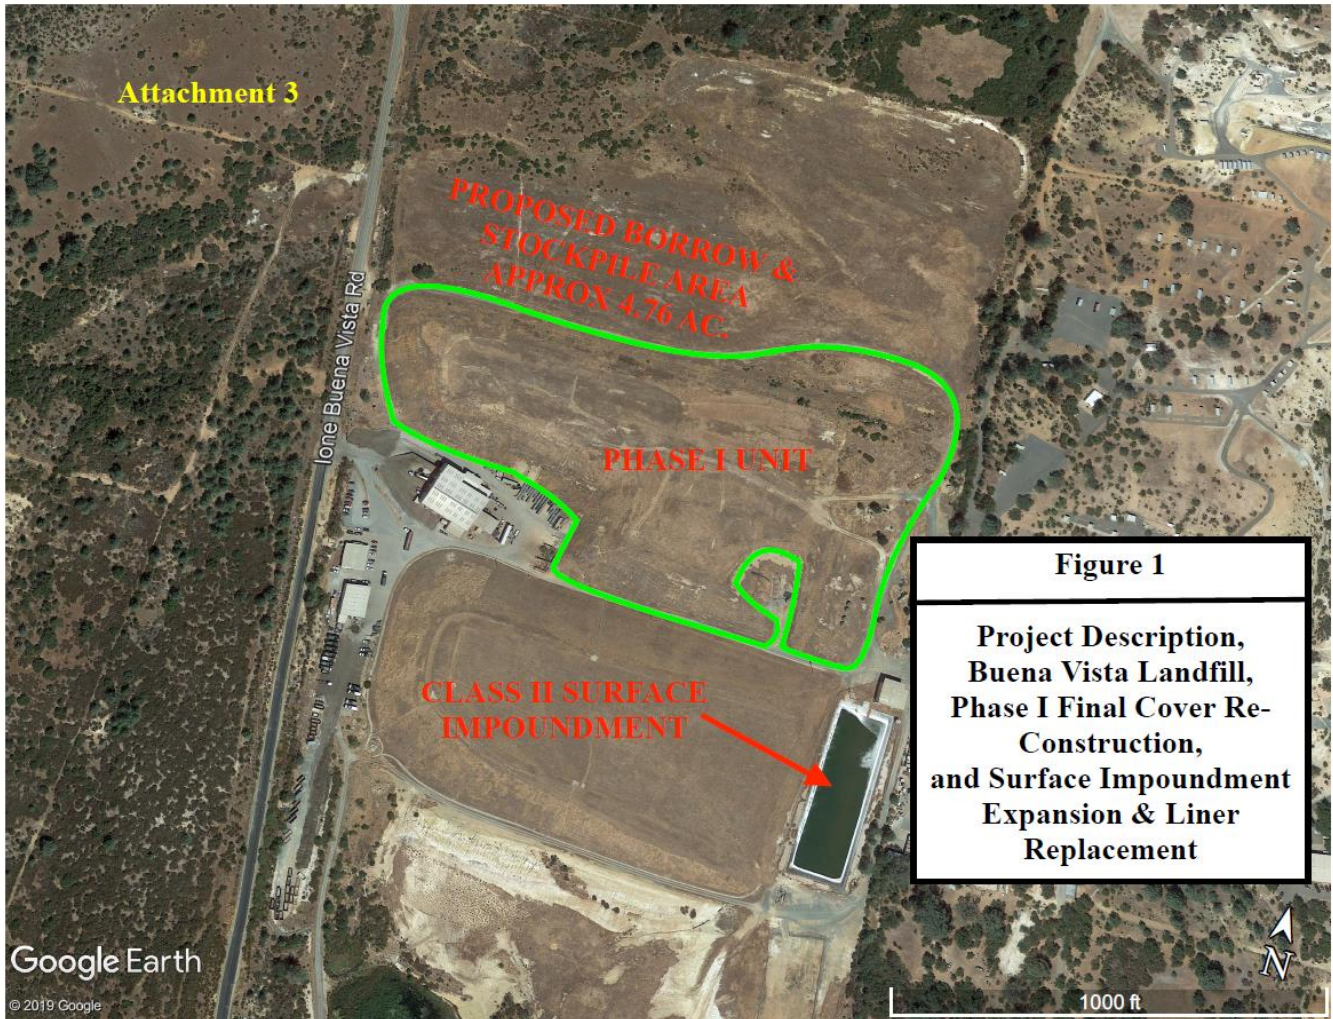 Attachment 3
PROPOSED BORROW &
STOCKPILE AREA
APPROX 4.76 AC.
Ione Buena Vista Rd
PHASE I UNIT
Figure 1
Project Description,
Buena Vista Landfill,
Phase I Final Cover Re-
Construction,
and Surface Impoundment
Expansion & Liner
Replacement
CLASS II SURFACE
IMPOUNDMENT
Google Earth
© 2019 Google
N
1000 ft